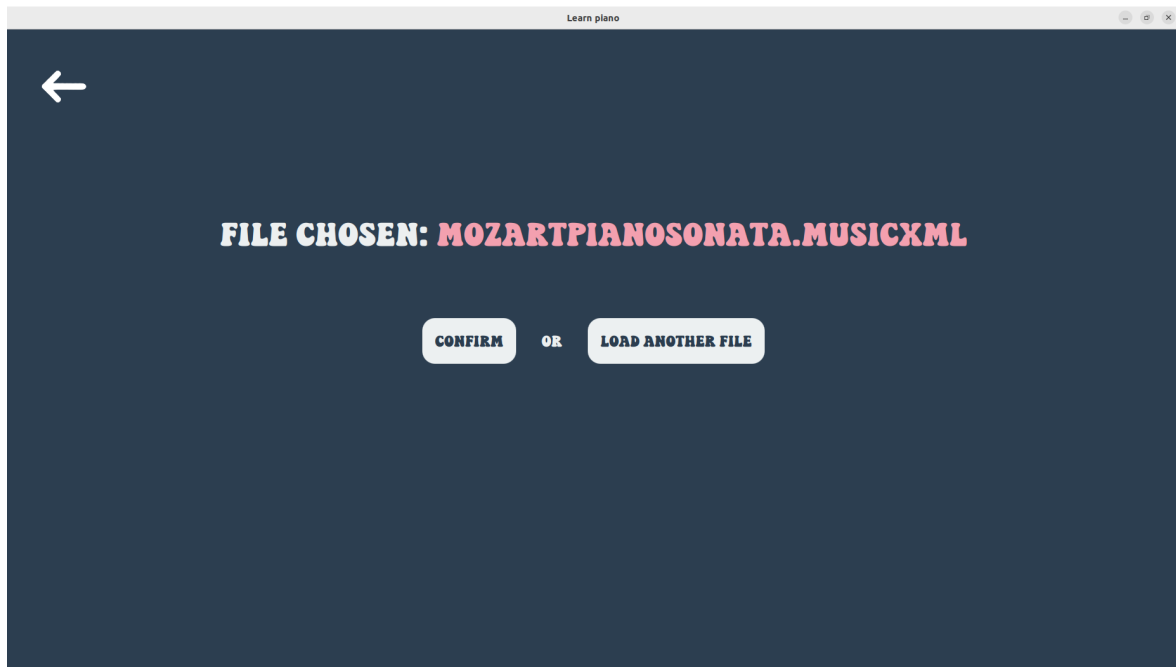 Learn piano
FILE CHOSEN: MOZARTPIANOSONATA.MUSICXML
CONFIRM OR LOAD ANOTHER FILE